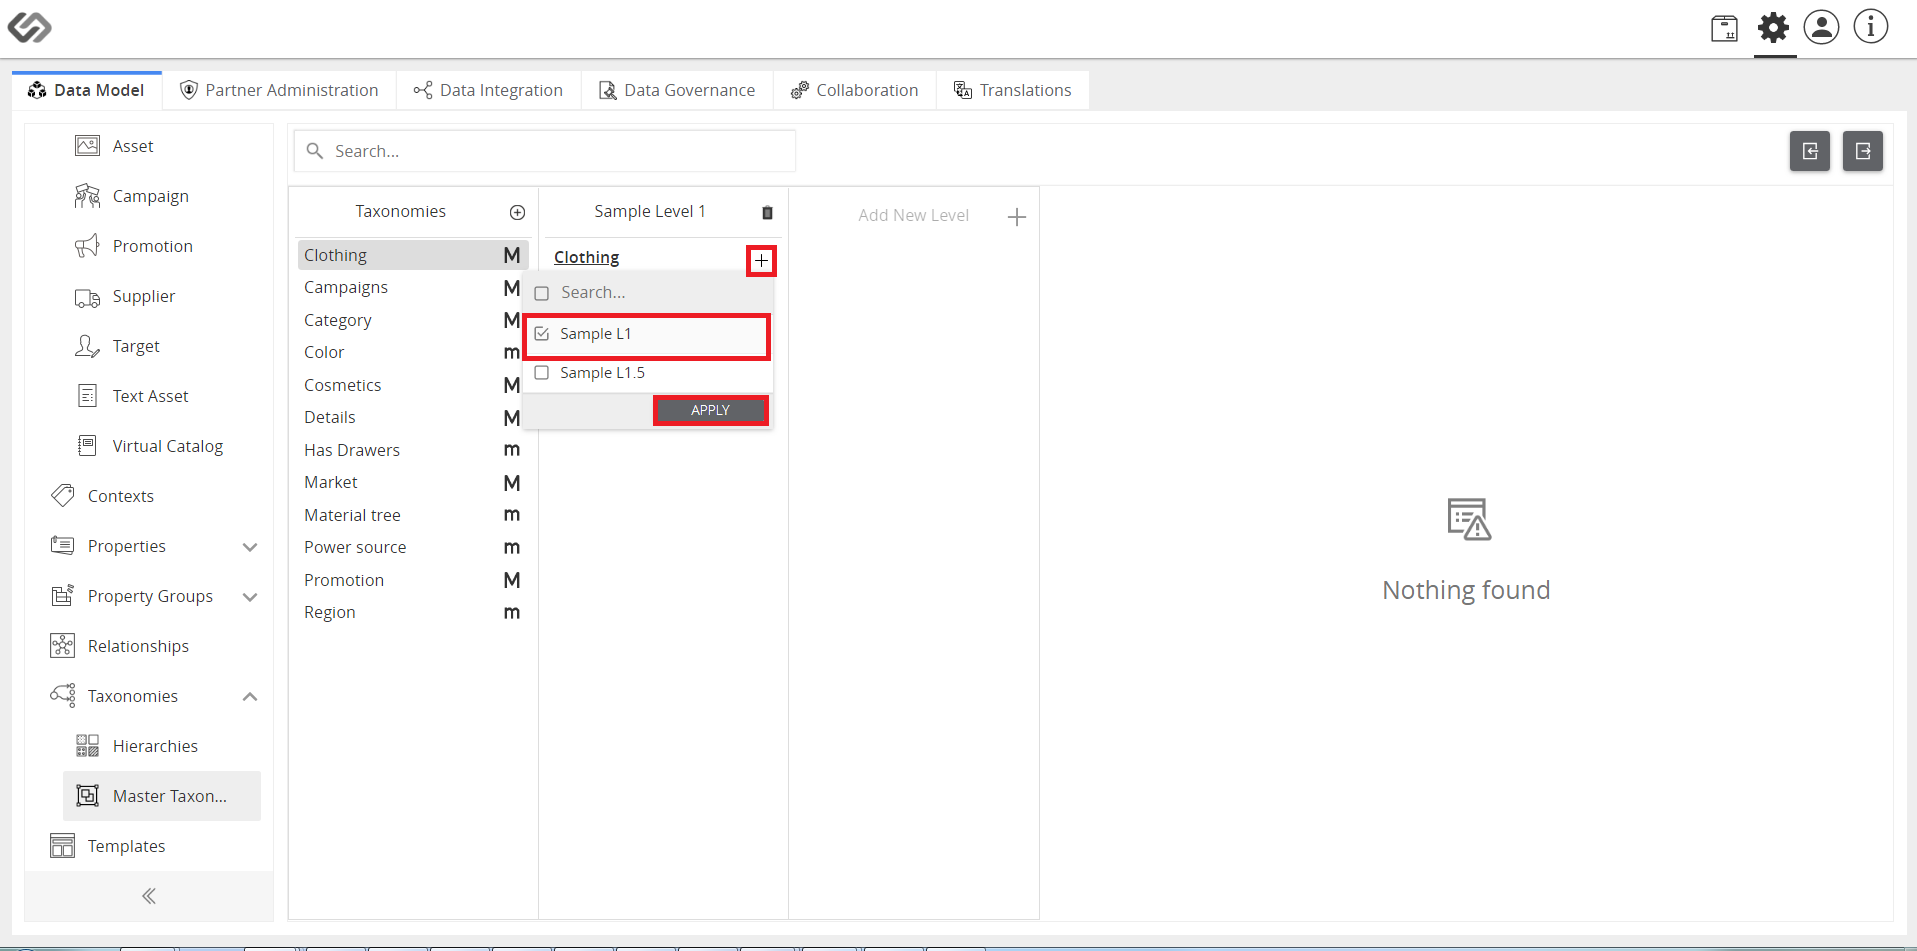 Data Model
Partner Administration
Data Integration
Data Governance
Collaboration
Translations
Asset
Campaign
Promotion
Supplier
Target
Text Asset
Virtual Catalog
Contexts
Properties
Property Groups
Relationships
Taxonomies
Hierarchies
Master Taxon...
Templates
Search...
Taxonomies
Clothing M
Campaigns M
Category M
Color m
Cosmetics M
Details M
Has Drawers m
Market M
Material tree m
Power source m
Promotion M
Region m
Sample Level 1
Clothing
Search...
Sample L1
Sample L1.5
APPLY
Add New Level
Nothing found